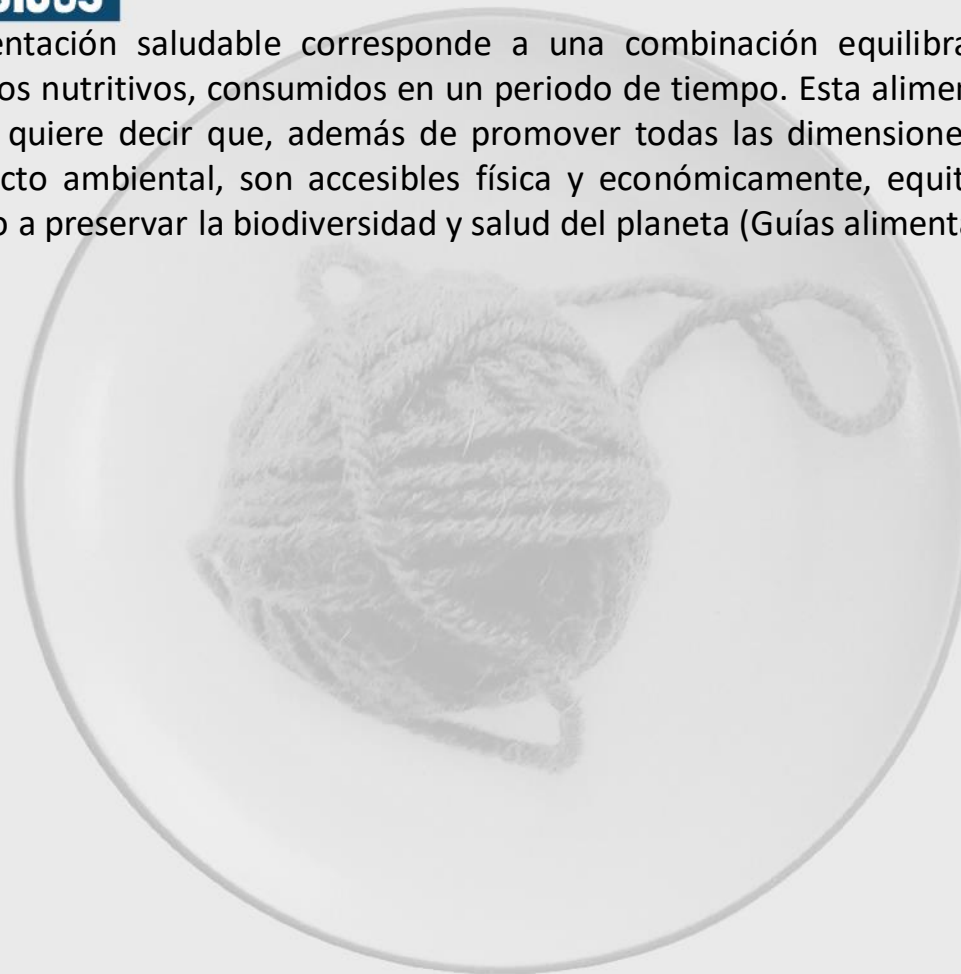 entación saludable corresponde a una combinación equilibra
os nutritivos, consumidos en un periodo de tiempo. Esta alimen
quiere decir que, además de promover todas las dimensione
cto ambiental, son accesibles física y económicamente, equit
o a preservar la biodiversidad y salud del planeta (Guías alimenta